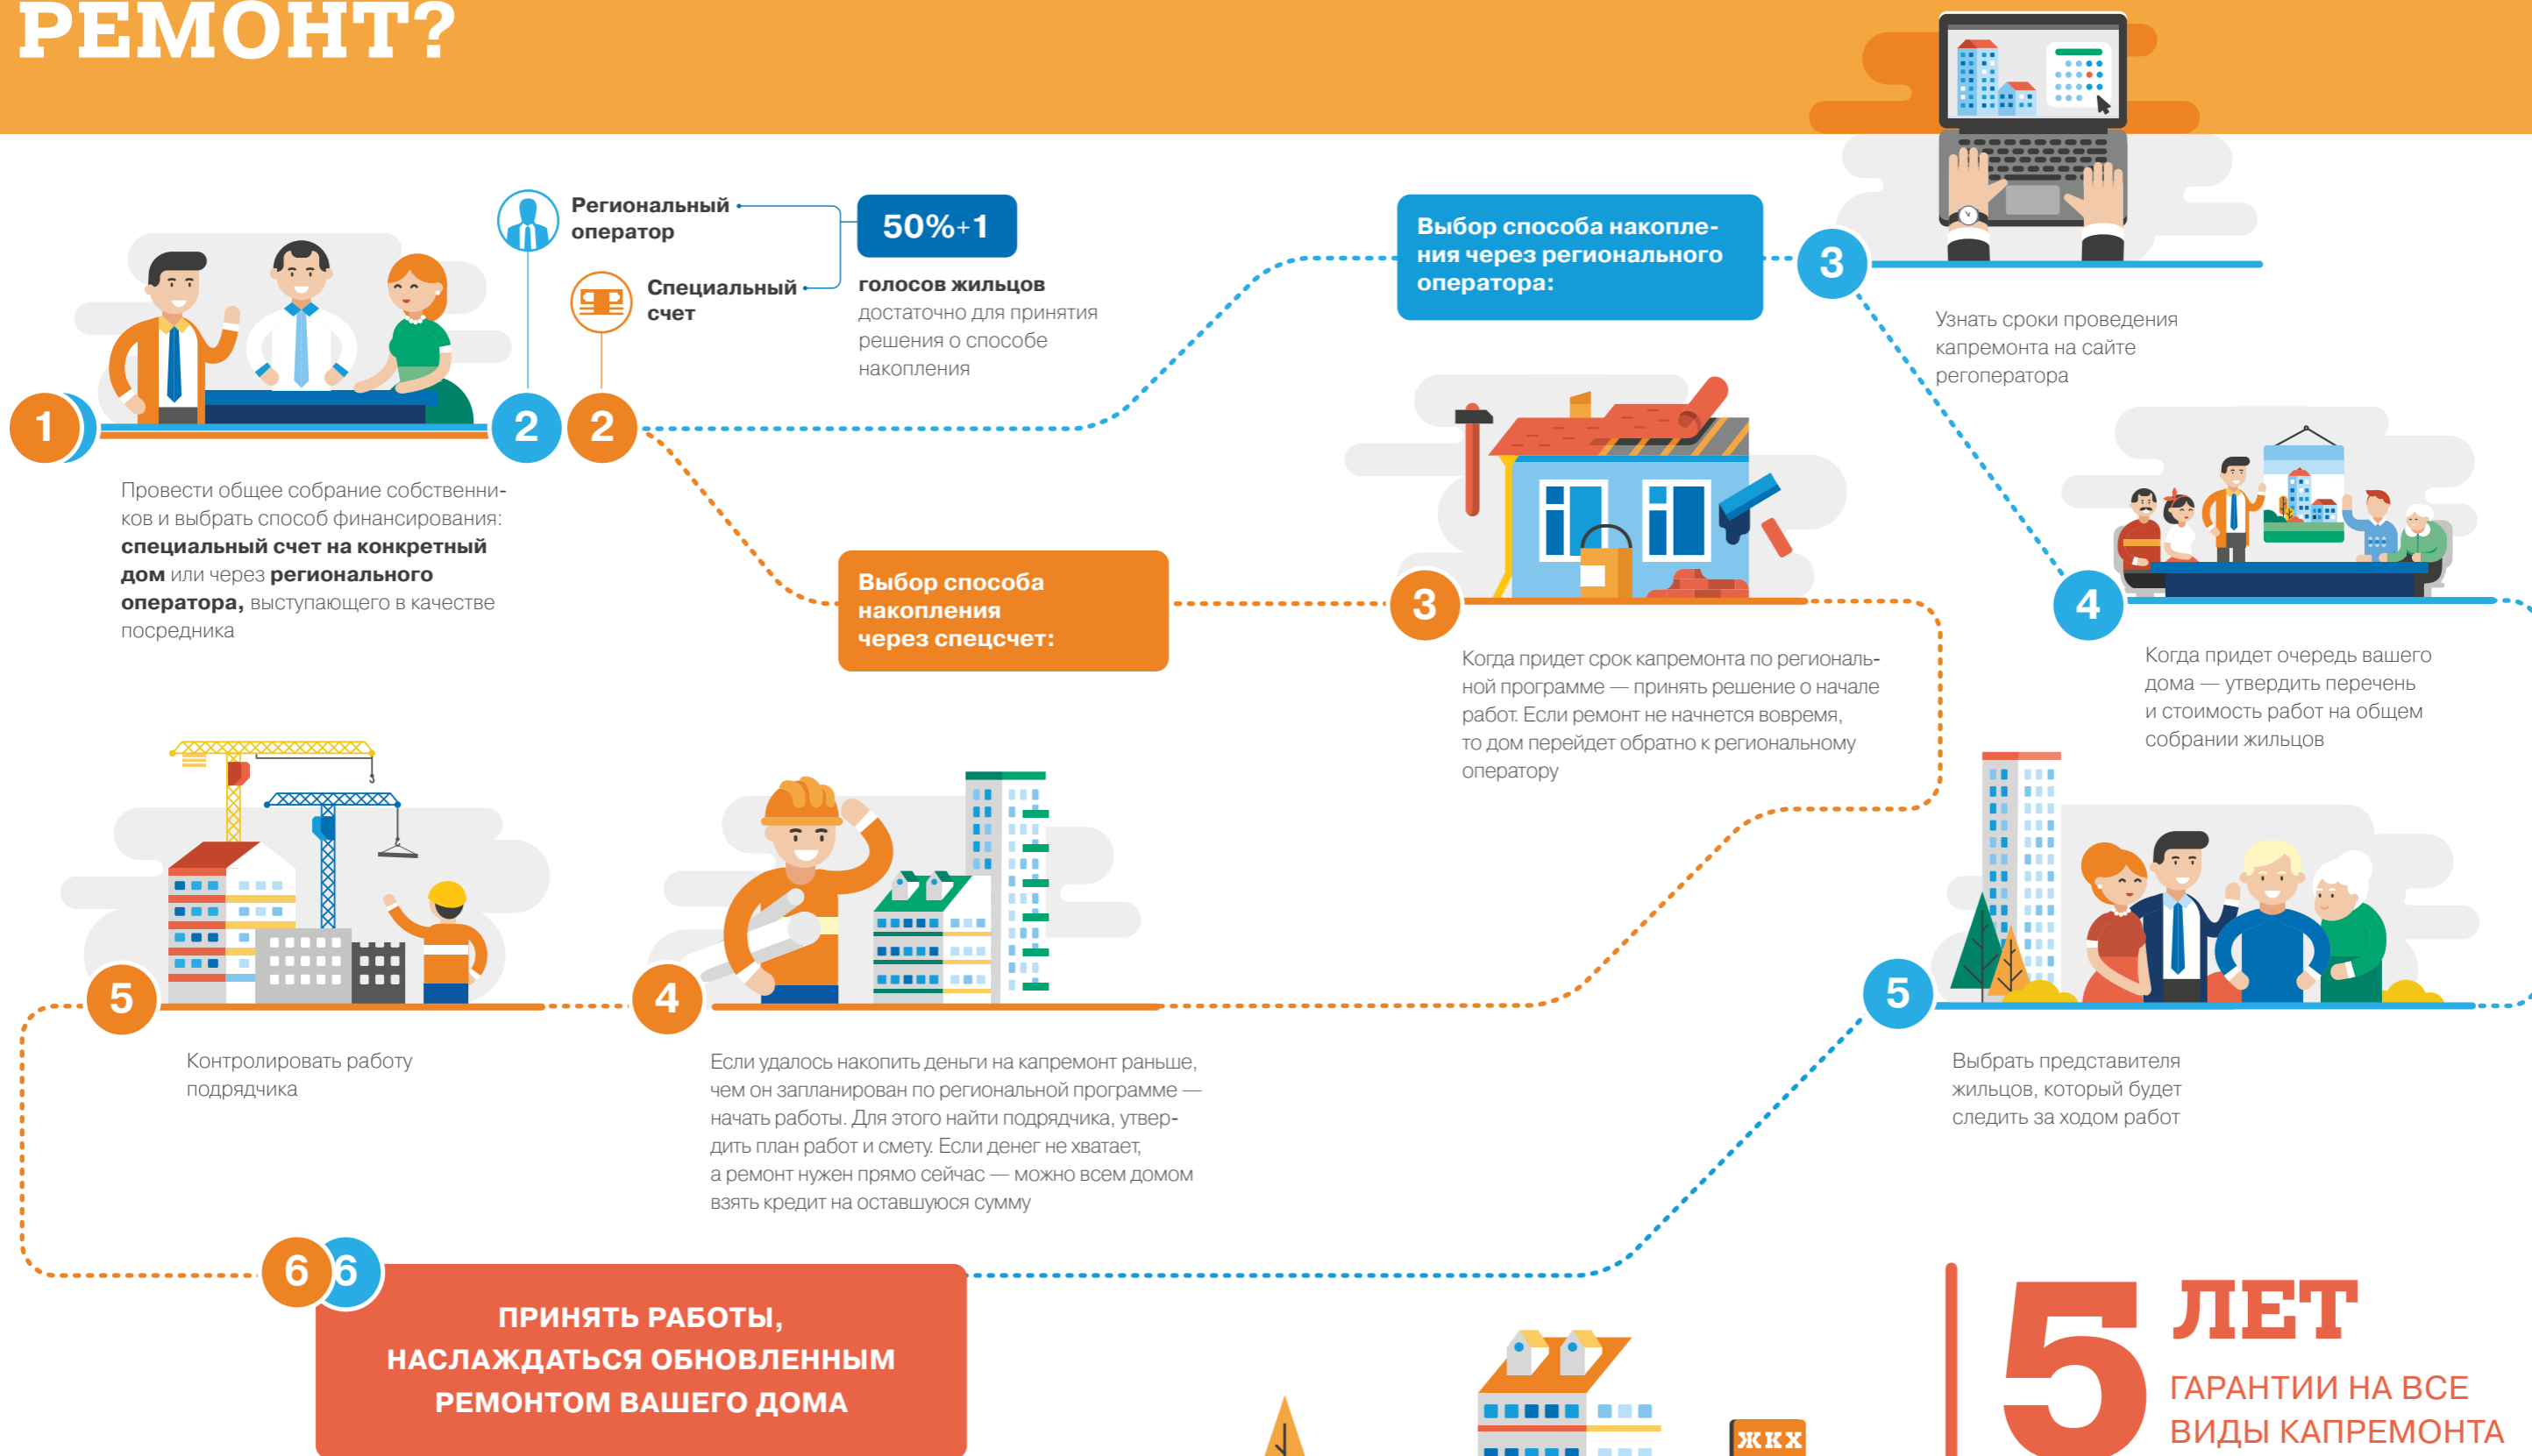 РЕМОНТ?
1
Провести общее собрание собственни-
ков и выбрать способ финансирования:
специальный счет на конкретный
дом или через регионального
оператора, выступающего в качестве
посредника
2
2
Региональный
оператор
Специальный
счет
50%+1
голосов жильцов
достаточно для принятия
решения о способе
накопления
Выбор способа накопле-
ния через регионального
оператора:
3
Узнать сроки проведения
капремонта на сайте
регоператора
4
Когда придет очередь вашего
дома — утвердить перечень
и стоимость работ на общем
собрании жильцов
5
Выбрать представителя
жильцов, который будет
следить за ходом работ
Выбор способа
накопления
через спецсчет:
3
Когда придет срок капремонта по региональ-
ной программе — принять решение о начале
работ. Если ремонт не начнется вовремя,
то дом перейдет обратно к региональному
оператору
4
Если удалось накопить деньги на капремонт раньше,
чем он запланирован по региональной программе —
начать работы. Для этого найти подрядчика, утвер-
дить план работ и смету. Если денег не хватает,
а ремонт нужен прямо сейчас — можно всем домом
взять кредит на оставшуюся сумму
5
Контролировать работу
подрядчика
6
6
ПРИНЯТЬ РАБОТЫ,
НАСЛАЖДАТЬСЯ ОБНОВЛЕННЫМ
РЕМОНТОМ ВАШЕГО ДОМА
ЖКХ
5 ЛЕТ
ГАРАНТИИ НА ВСЕ
ВИДЫ КАПРЕМОНТА